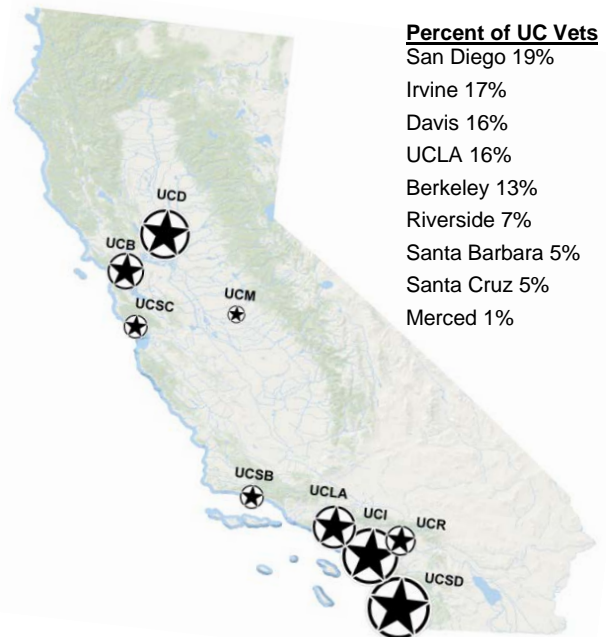 Percent of UC Vets
San Diego 19%
Irvine 17%
Davis 16%
UCLA 16%
Berkeley 13%
Riverside 7%
Santa Barbara 5%
Santa Cruz 5%
Merced 1%
UCD
UCB
UCSC
UCM
UCSB
UCLA
UCI
UCR
UCSD